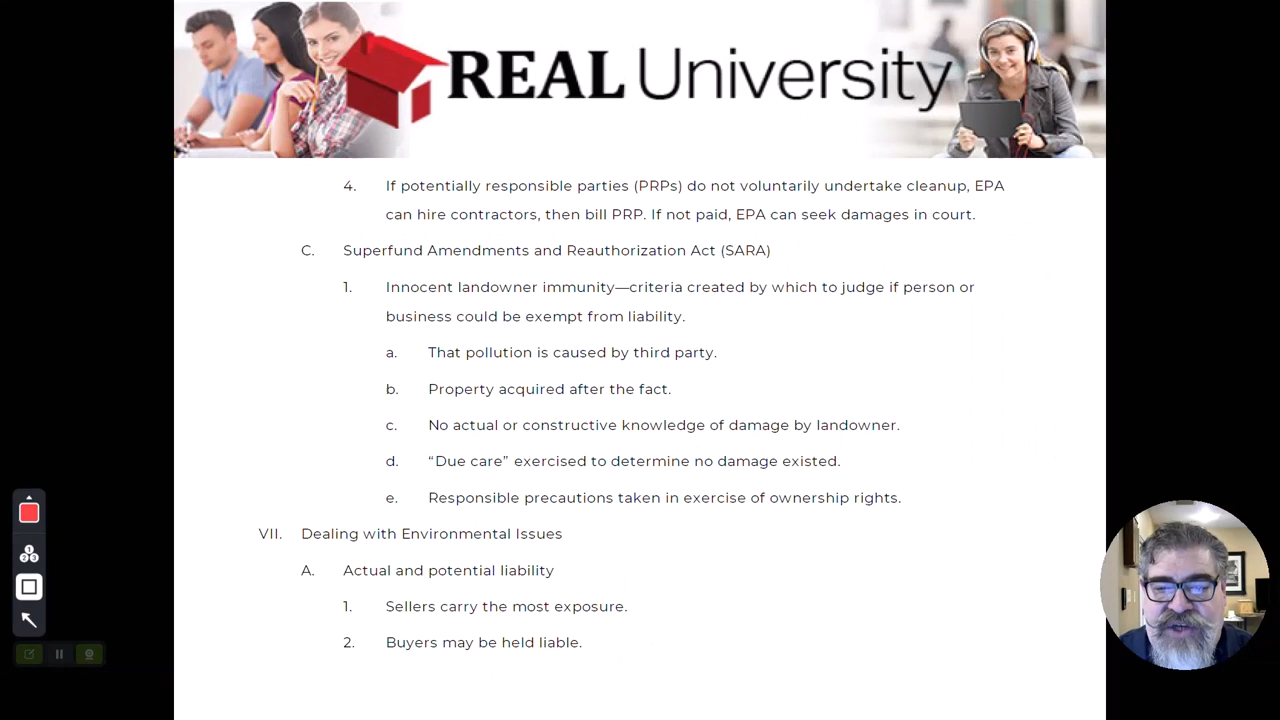 REAL University
4. If potentially responsible parties (PRPs) do not voluntarily undertake cleanup, EPA
can hire contractors, then bill PRP. If not paid, EPA can seek damages in court.
C. Superfund Amendments and Reauthorization Act (SARA)
1. Innocent landowner immunity—criteria created by which to judge if person or
business could be exempt from liability.
a. That pollution is caused by third party.
b. Property acquired after the fact.
c. No actual or constructive knowledge of damage by landowner.
d. “Due care” exercised to determine no damage existed.
e. Responsible precautions taken in exercise of ownership rights.
VII. Dealing with Environmental Issues
A. Actual and potential liability
1. Sellers carry the most exposure.
2. Buyers may be held liable.